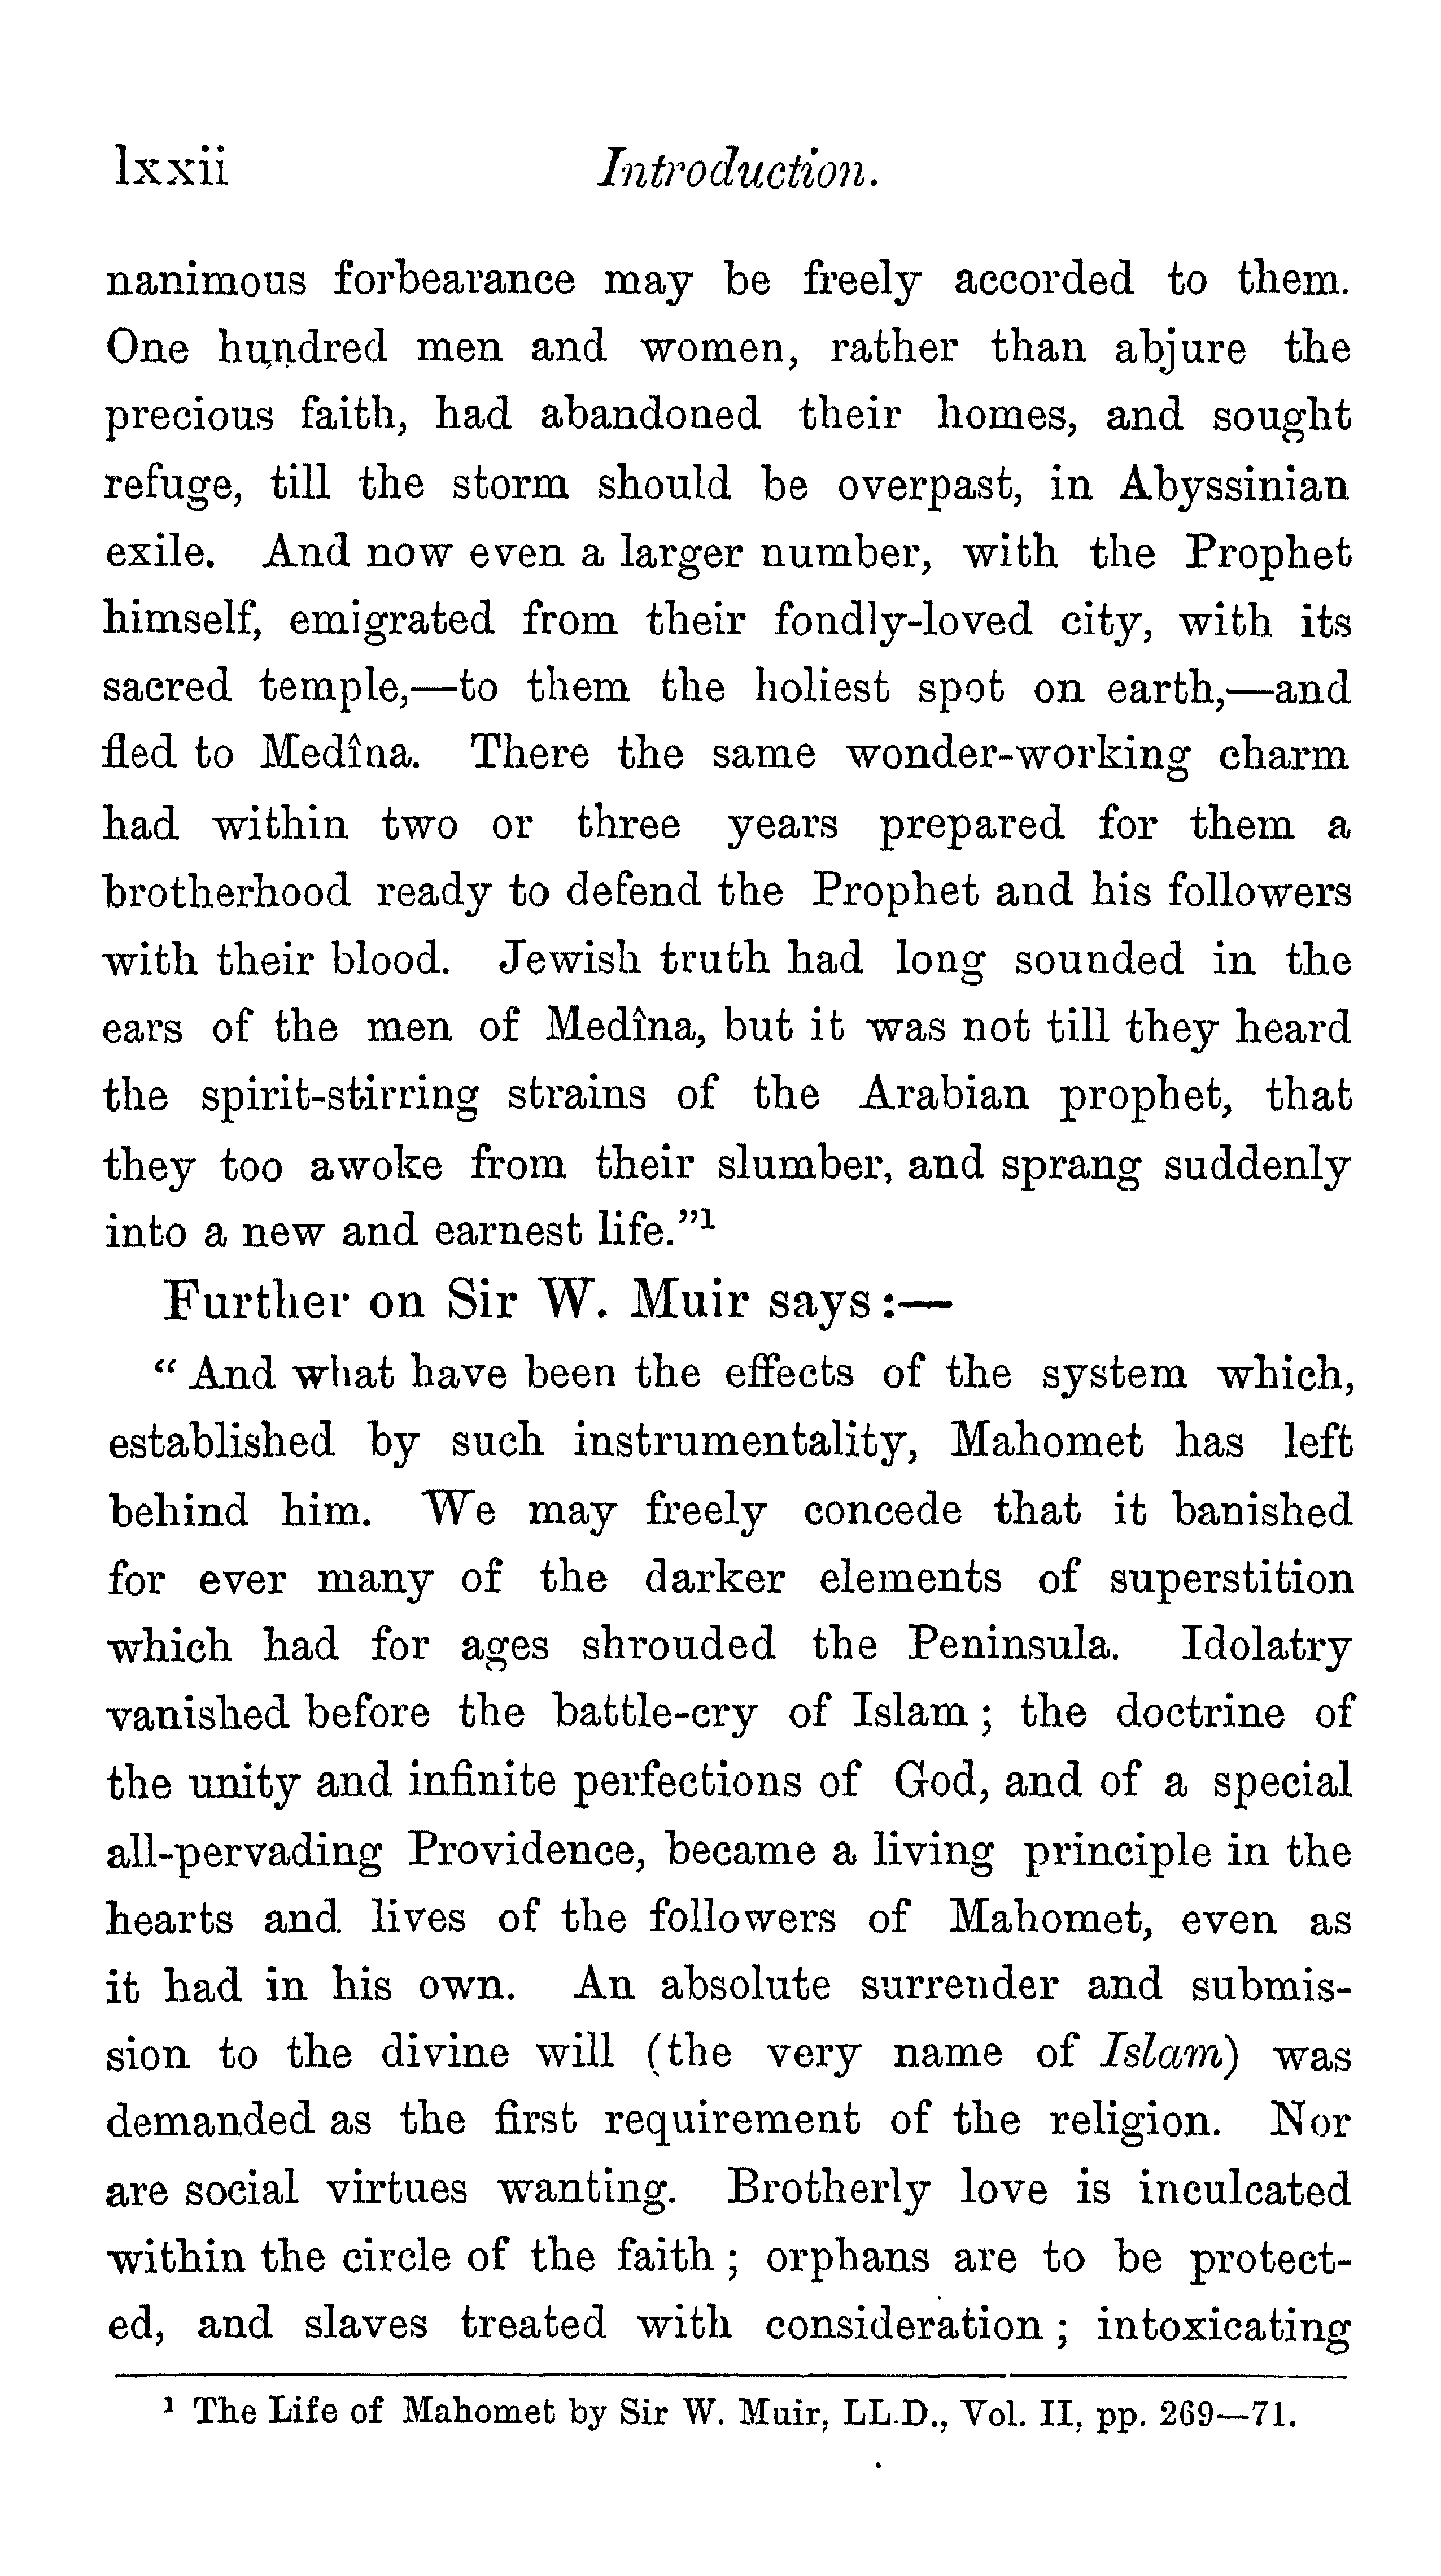 lxxii Introduction.
nanimous forbearance may be freely accorded to them.
One hundred men and women, rather than abjure the
precious faith, had abandoned their homes, and sought
refuge, till the storm should be overpast, in Abyssinian
exile. And now even a larger number, with the Prophet
himself, emigrated from their fondly-loved city, with its
sacred temple,—to them the holiest spot on earth,—and
fled to Medîna. There the same wonder-working charm
had within two or three years prepared for them a
brotherhood ready to defend the Prophet and his followers
with their blood. Jewish truth had long sounded in the
ears of the men of Medîna, but it was not till they heard
the spirit-stirring strains of the Arabian prophet, that
they too awoke from their slumber, and sprang suddenly
into a new and earnest life.”¹
Further on Sir W. Muir says:—
“And what have been the effects of the system which,
established by such instrumentality, Mahomet has left
behind him. We may freely concede that it banished
for ever many of the darker elements of superstition
which had for ages shrouded the Peninsula. Idolatry
vanished before the battle-cry of Islam; the doctrine of
the unity and infinite perfections of God, and of a special
all-pervading Providence, became a living principle in the
hearts and lives of the followers of Mahomet, even as
it had in his own. An absolute surrender and submis-
sion to the divine will (the very name of Islam) was
demanded as the first requirement of the religion. Nor
are social virtues wanting. Brotherly love is inculcated
within the circle of the faith; orphans are to be protect-
ed, and slaves treated with consideration; intoxicating
¹ The Life of Mahomet by Sir W. Muir, LL.D., Vol. II, pp. 269—71.